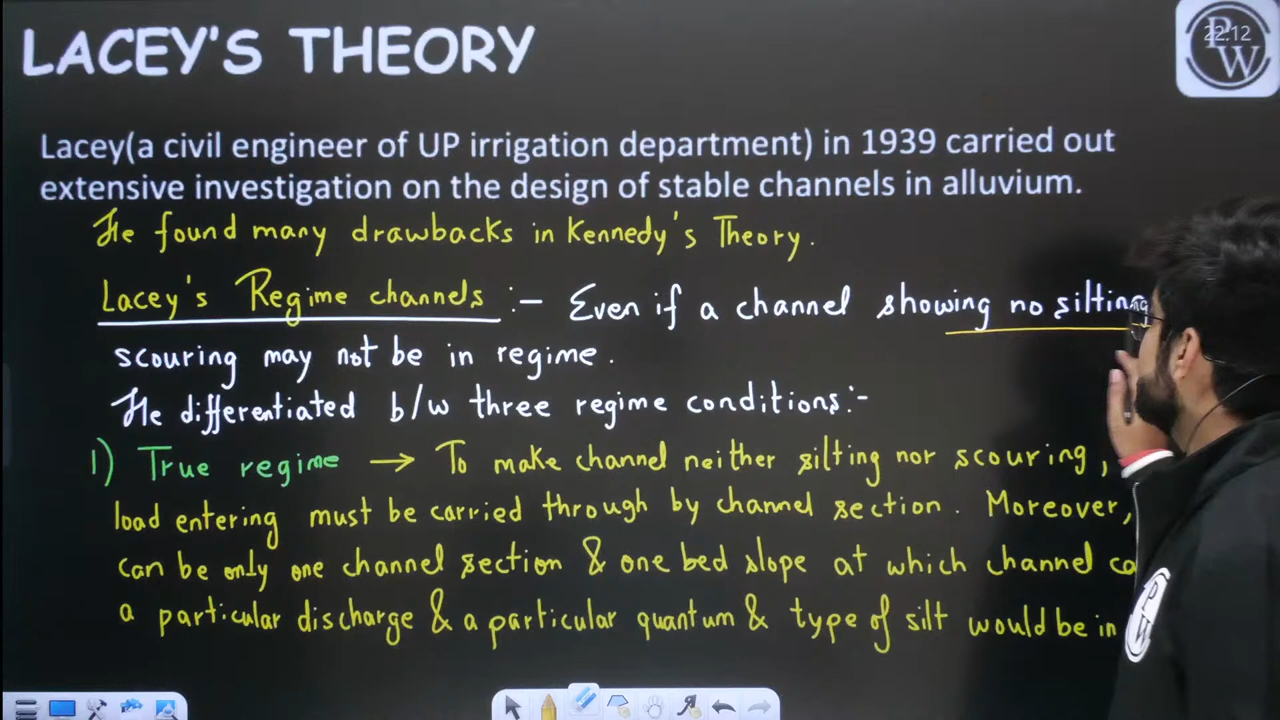 LACEY'S THEORY
22:12
PW
Lacey(a civil engineer of UP irrigation department) in 1939 carried out
extensive investigation on the design of stable channels in alluvium.
He found many drawbacks in Kennedy's Theory.
Lacey's Regime channels :- Even if a channel showing no silting
scouring may not be in regime.
He differentiated b/w three regime conditions:-
1) True regime → To make channel neither silting nor scouring,
load entering must be carried through by channel section. Moreover,
can be only one channel section & one bed slope at which channel
a particular discharge & a particular quantum & type of silt would be in
PW